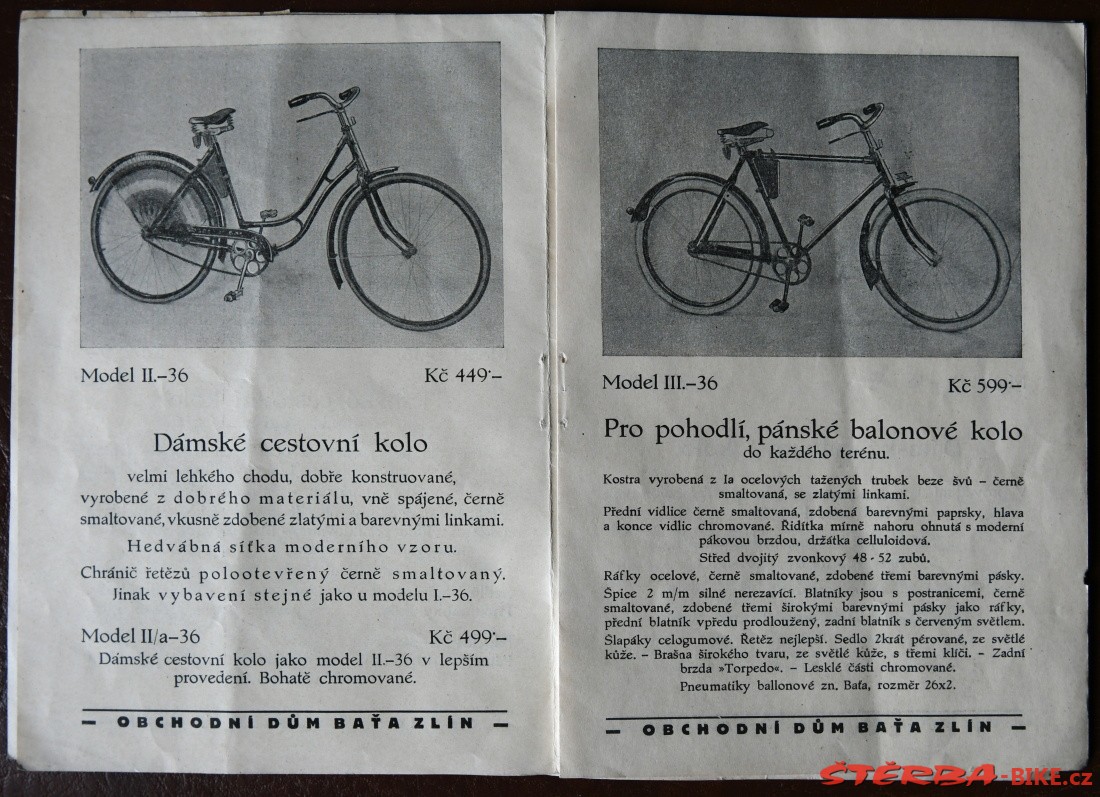 Model II.–36 Kč 449·–
Dámské cestovní kolo
velmi lehkého chodu, dobře konstruované,
vyrobené z dobrého materiálu, vně spájené, černě
smaltované, vkusně zdobené zlatými a barevnými linkami.
Hedvábná síťka moderního vzoru.
Chránič řetězů polootevřený černě smaltovaný.
Jinak vybavení stejné jako u modelu I.–36.
Model II/a–36 Kč 499·–
Dámské cestovní kolo jako model II.–36 v lepším
provedení. Bohatě chromované.
— OBCHODNÍ DŮM BAŤA ZLÍN —
Model III.–36 Kč 599·–
Pro pohodlí, pánské balonové kolo
do každého terénu.
Kostra vyrobená z Ia ocelových tažených trubek beze švů – černě
smaltovaná, se zlatými linkami.
Přední vidlice černě smaltovaná, zdobená barevnými paprsky, hlava
a konce vidlic chromované. Řidítka mírně nahoru ohnutá s moderní
pákovou brzdou, držátka celluloidová.
Střed dvojitý zvonkový 48 - 52 zubů.
Ráfky ocelové, černě smaltované, zdobené třemi barevnými pásky.
Špice 2 m/m silné nerezavící. Blatníky jsou s postranicemi, černě
smaltované, zdobené třemi širokými barevnými pásky jako ráfky,
přední blatník vpředu prodloužený, zadní blatník s červeným světlem.
Šlapáky celogumové. Řetěz nejlepší. Sedlo 2krát pérované, ze světlé
kůže. – Brašna širokého tvaru, ze světlé kůže, s třemi klíči. – Zadní
brzda »Torpedo«. – Lesklé části chromované.
Pneumatiky ballonové zn. Baťa, rozměr 26x2.
— OBCHODNÍ DŮM BAŤA ZLÍN —
ŠTĚRBA-BIKE.cz